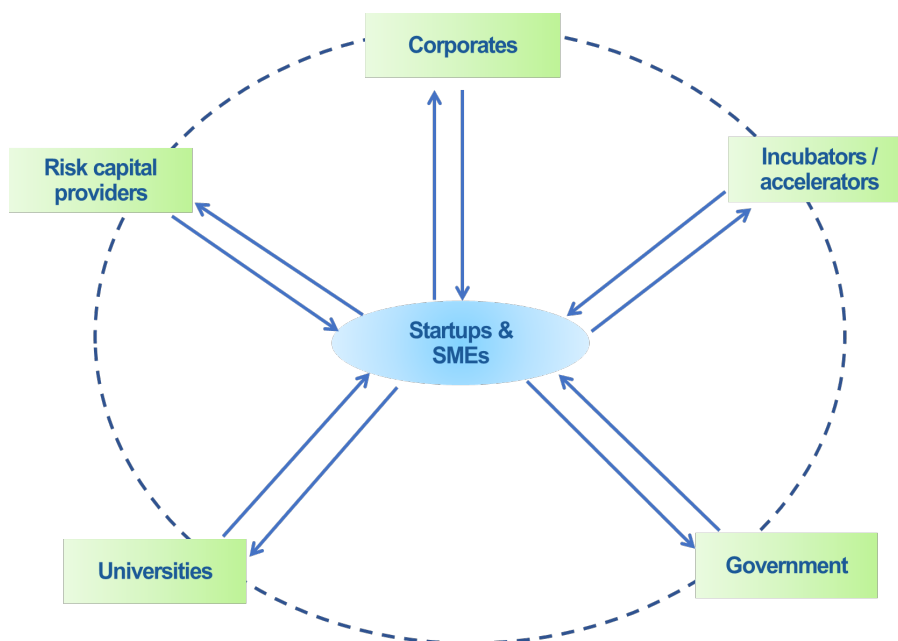 Corporates
Risk capital
providers
Incubators /
accelerators
Startups &
SMEs
Universities
Government